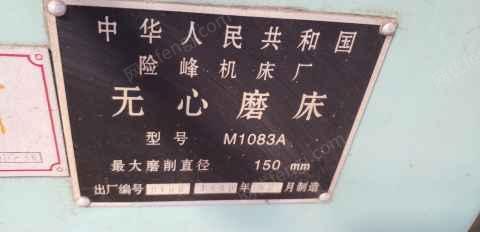 中华人民共和国
险峰机床厂
无心磨床
型号 M1083A
最大磨削直径 150 mm
出厂编号 年 月制造